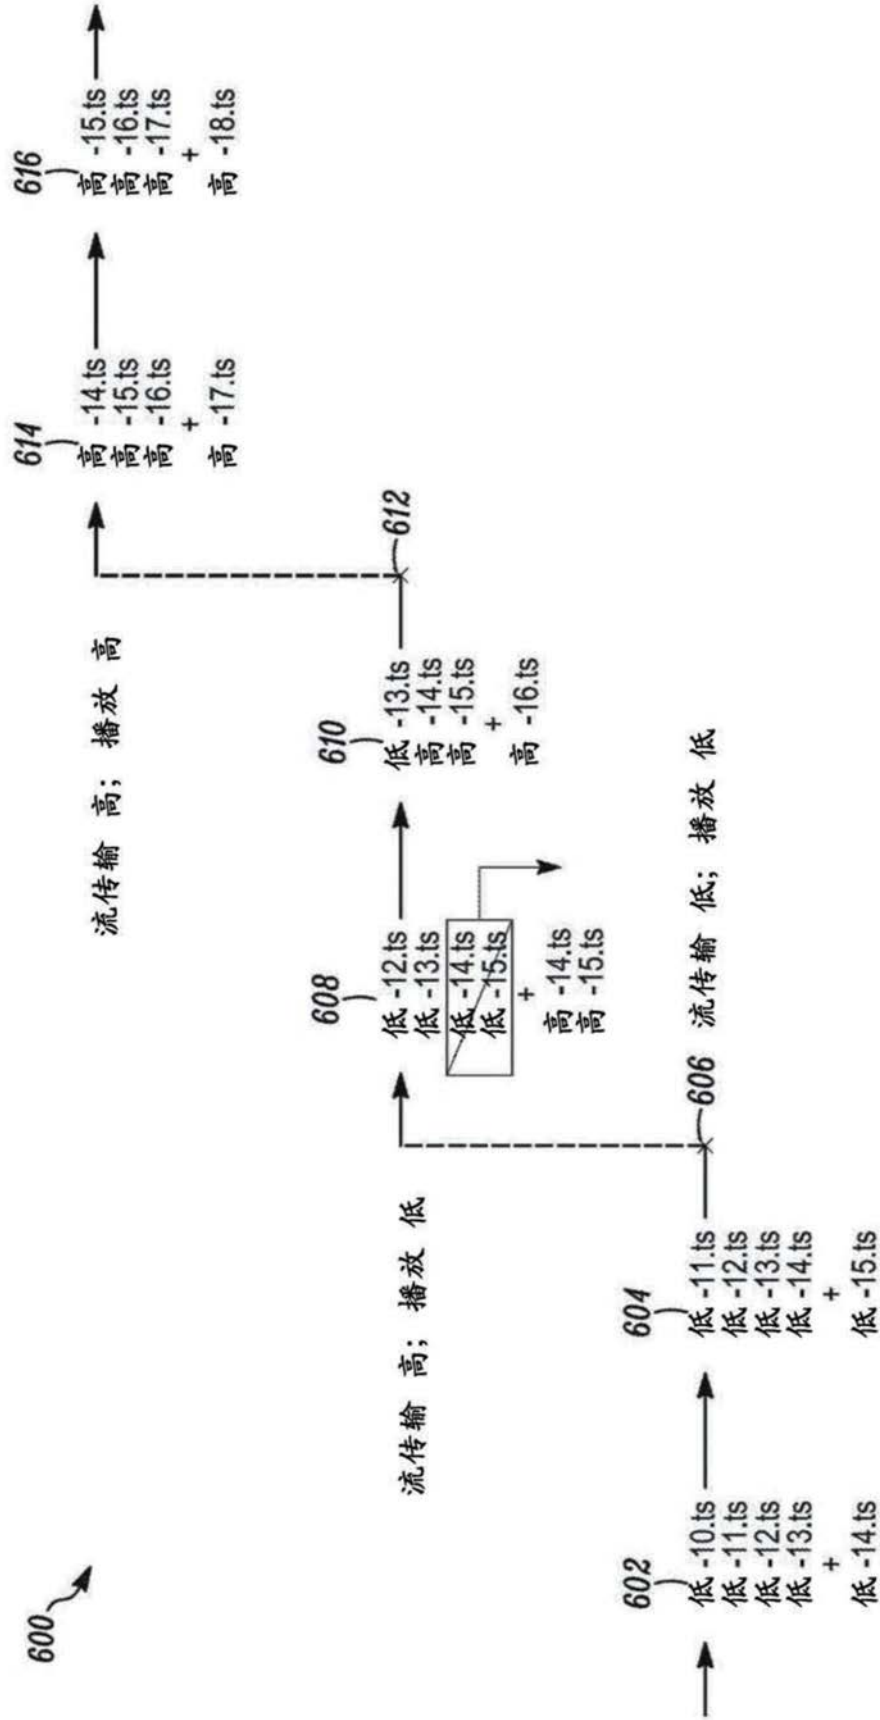 600
602
低 -10.ts
低 -11.ts
低 -12.ts
低 -13.ts
+
低 -14.ts
604
低 -11.ts
低 -12.ts
低 -13.ts
低 -14.ts
+
低 -15.ts
606
流传输 低; 播放 低
流传输 高; 播放 低
608
低 -12.ts
低 -13.ts
低 -14.ts
低 -15.ts
+
高 -14.ts
高 -15.ts
610
低 -13.ts
高 -14.ts
高 -15.ts
+
高 -16.ts
612
流传输 高; 播放 高
614
高 -14.ts
高 -15.ts
高 -16.ts
+
高 -17.ts
616
高 -15.ts
高 -16.ts
高 -17.ts
+
高 -18.ts